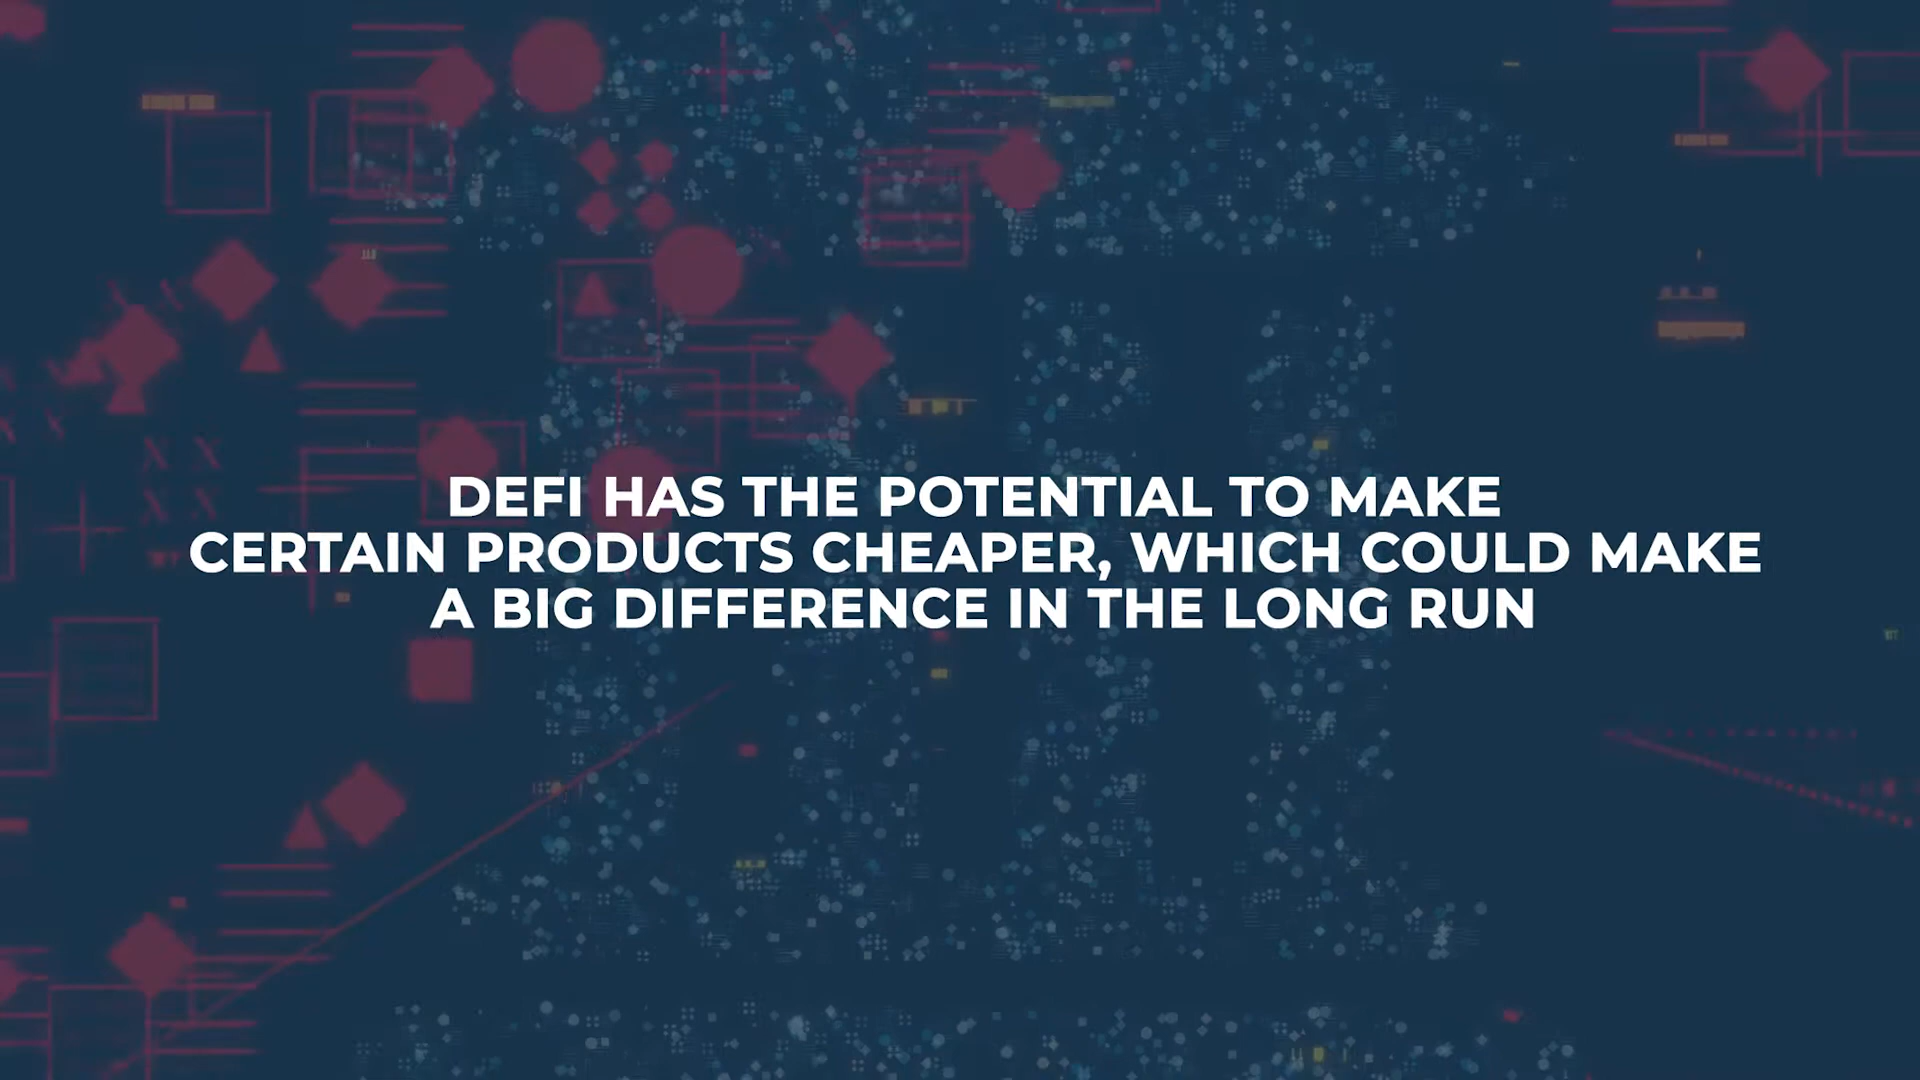 DEFI HAS THE POTENTIAL TO MAKE
CERTAIN PRODUCTS CHEAPER, WHICH COULD MAKE
A BIG DIFFERENCE IN THE LONG RUN